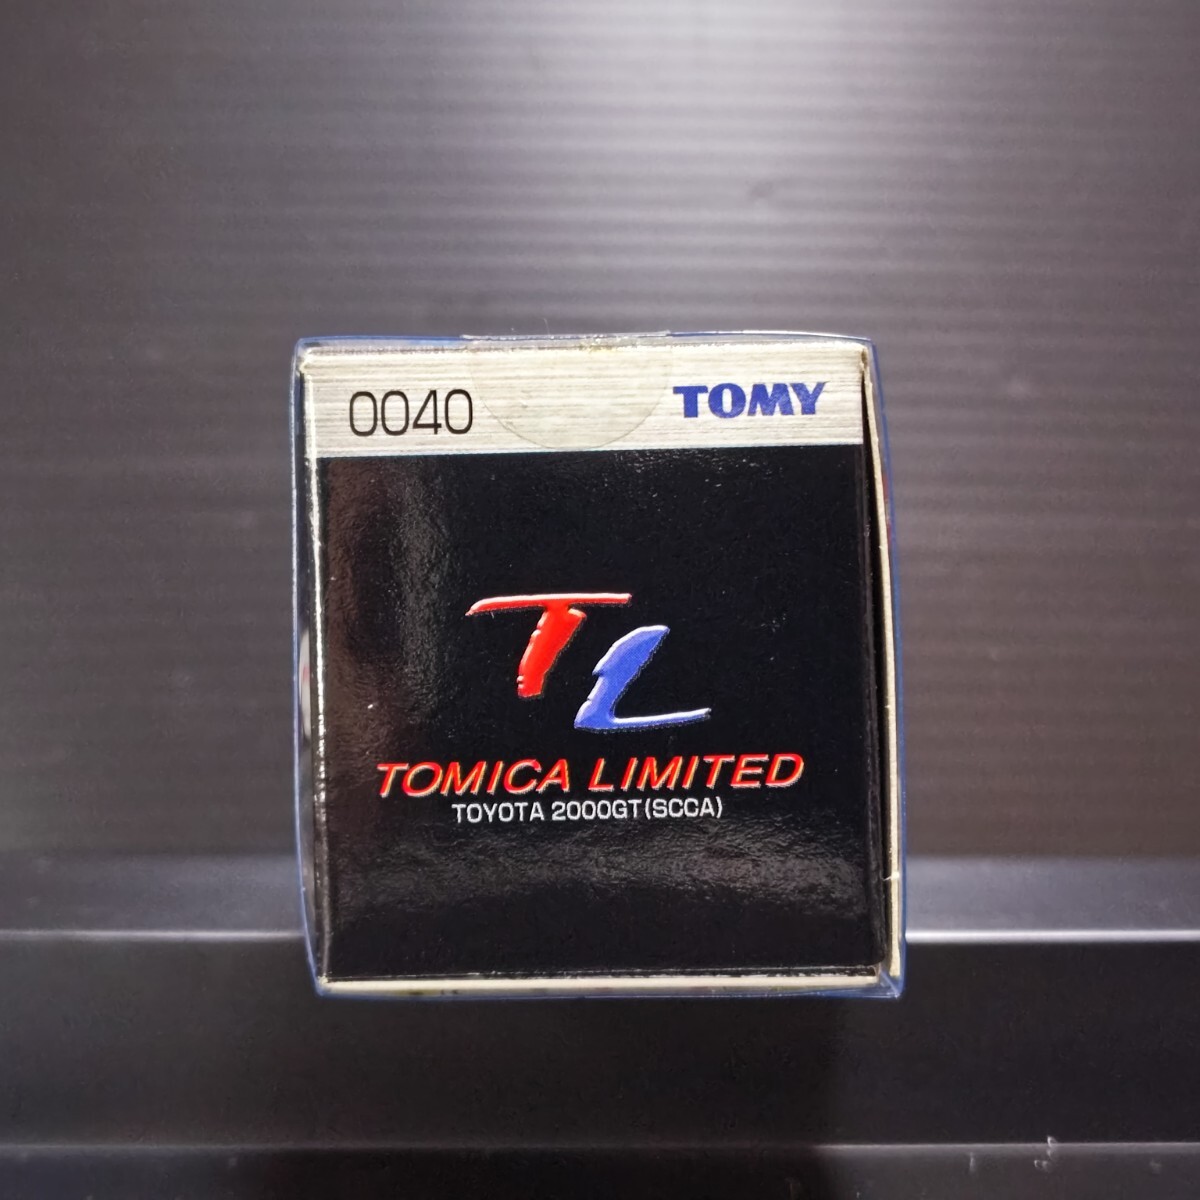 0040 TOMY
TL
TOMICA LIMITED
TOYOTA 2000GT(SCCA)